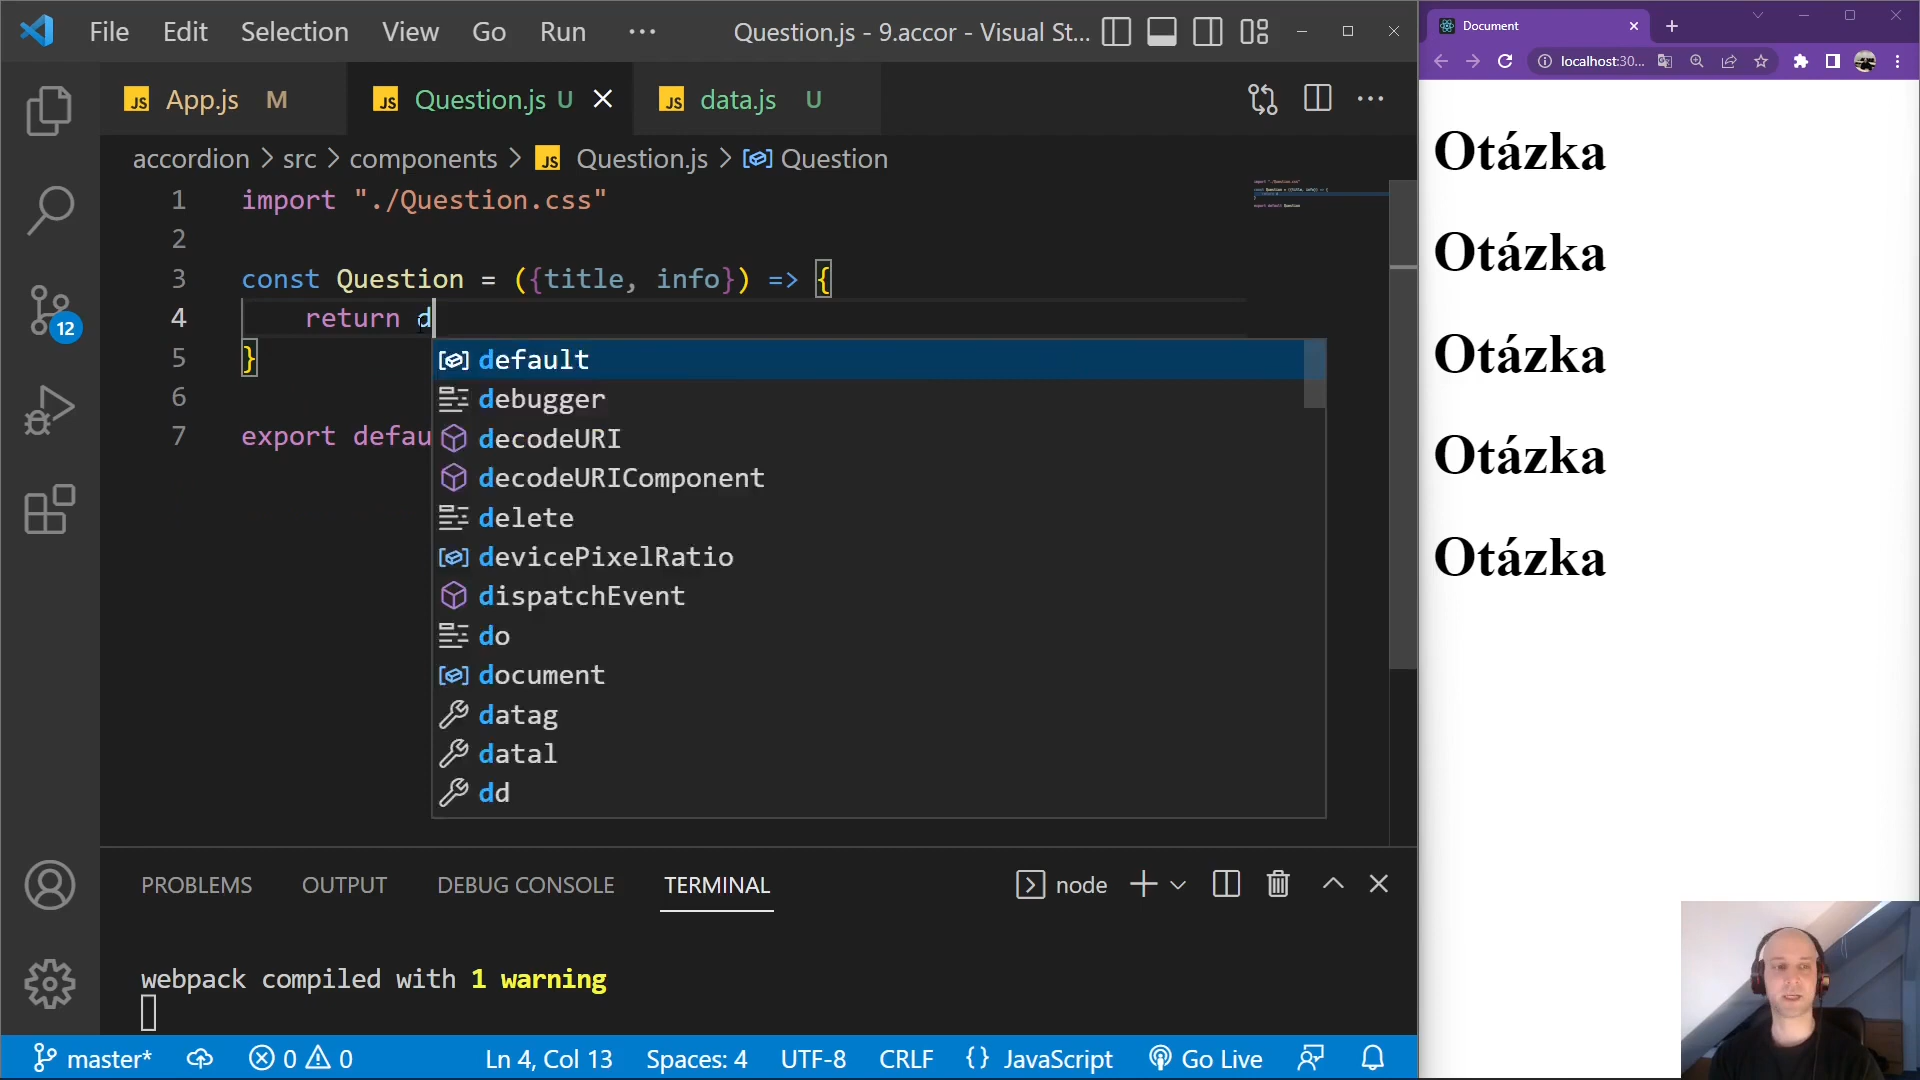 File Edit Selection View Go Run ··· Question.js - 9.accor - Visual St...
App.js M Question.js U data.js U
accordion > src > components > Question.js > Question
1 import "./Question.css"
2
3 const Question = ({title, info}) => {
4 return d
5 }
6
7 export defau
default
debugger
decodeURI
decodeURIComponent
delete
devicePixelRatio
dispatchEvent
do
document
datag
datal
dd
PROBLEMS OUTPUT DEBUG CONSOLE TERMINAL node
webpack compiled with 1 warning
12
master* 0 0 Ln 4, Col 13 Spaces: 4 UTF-8 CRLF {} JavaScript Go Live
Document
localhost:30...
Otázka
Otázka
Otázka
Otázka
Otázka